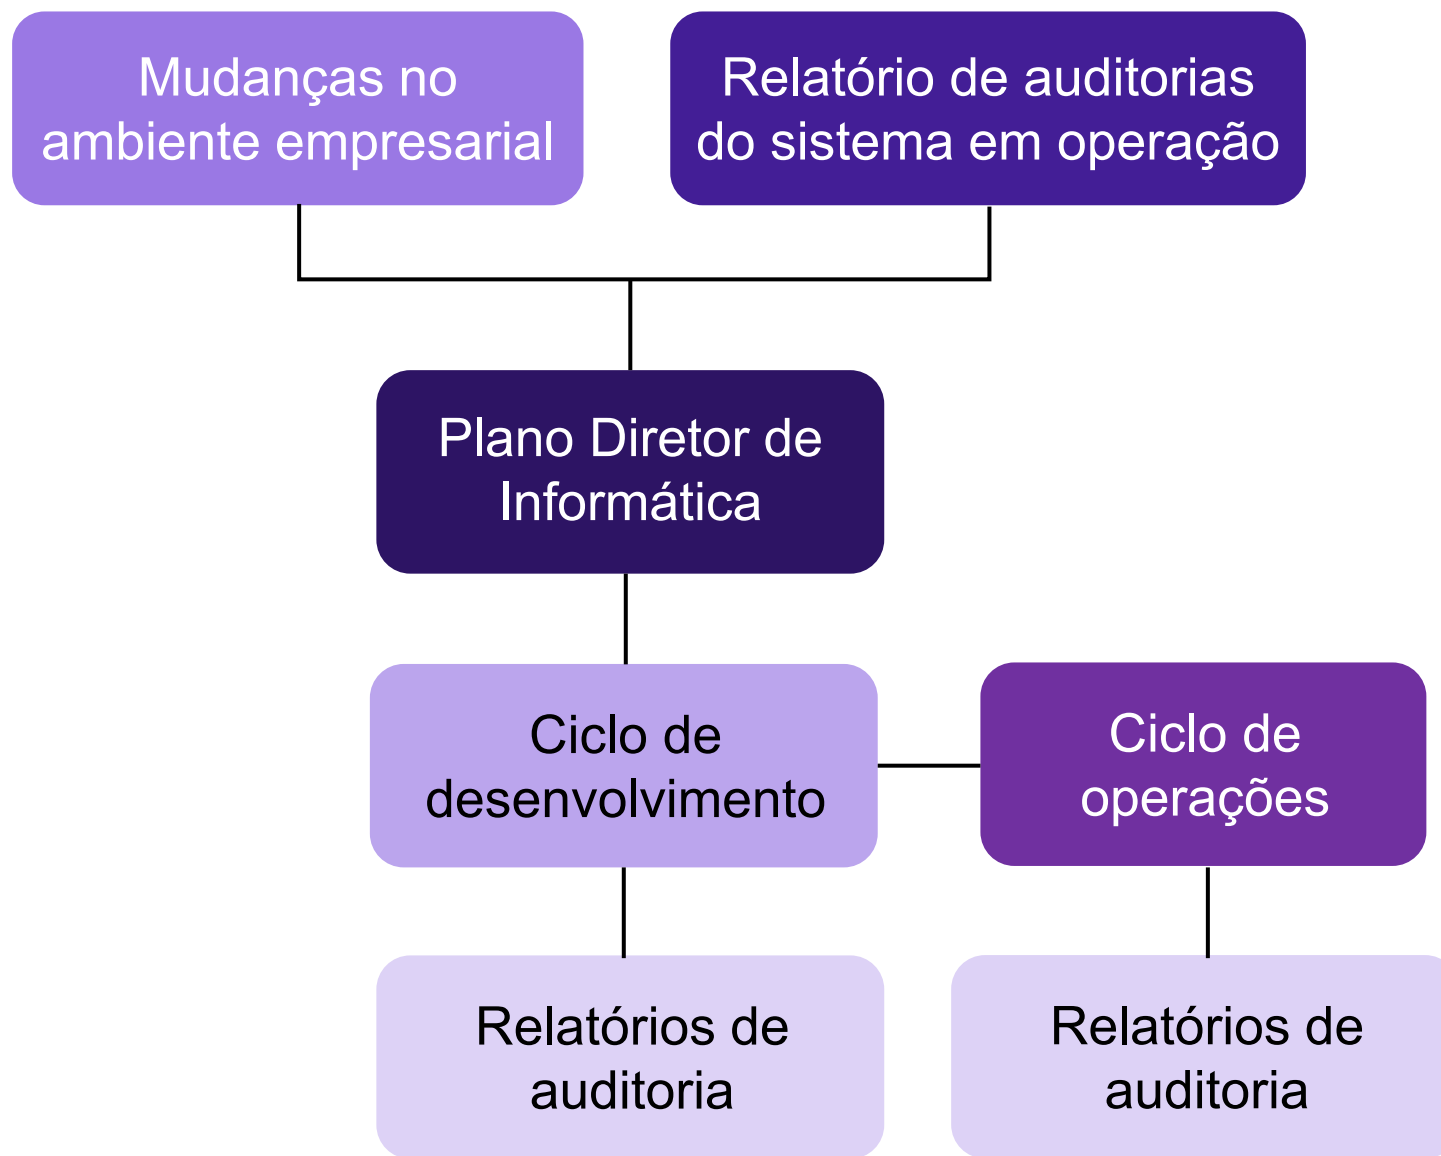 Mudanças no
ambiente empresarial
Relatório de auditorias
do sistema em operação
Plano Diretor de
Informática
Ciclo de
desenvolvimento
Ciclo de
operações
Relatórios de
auditoria
Relatórios de
auditoria